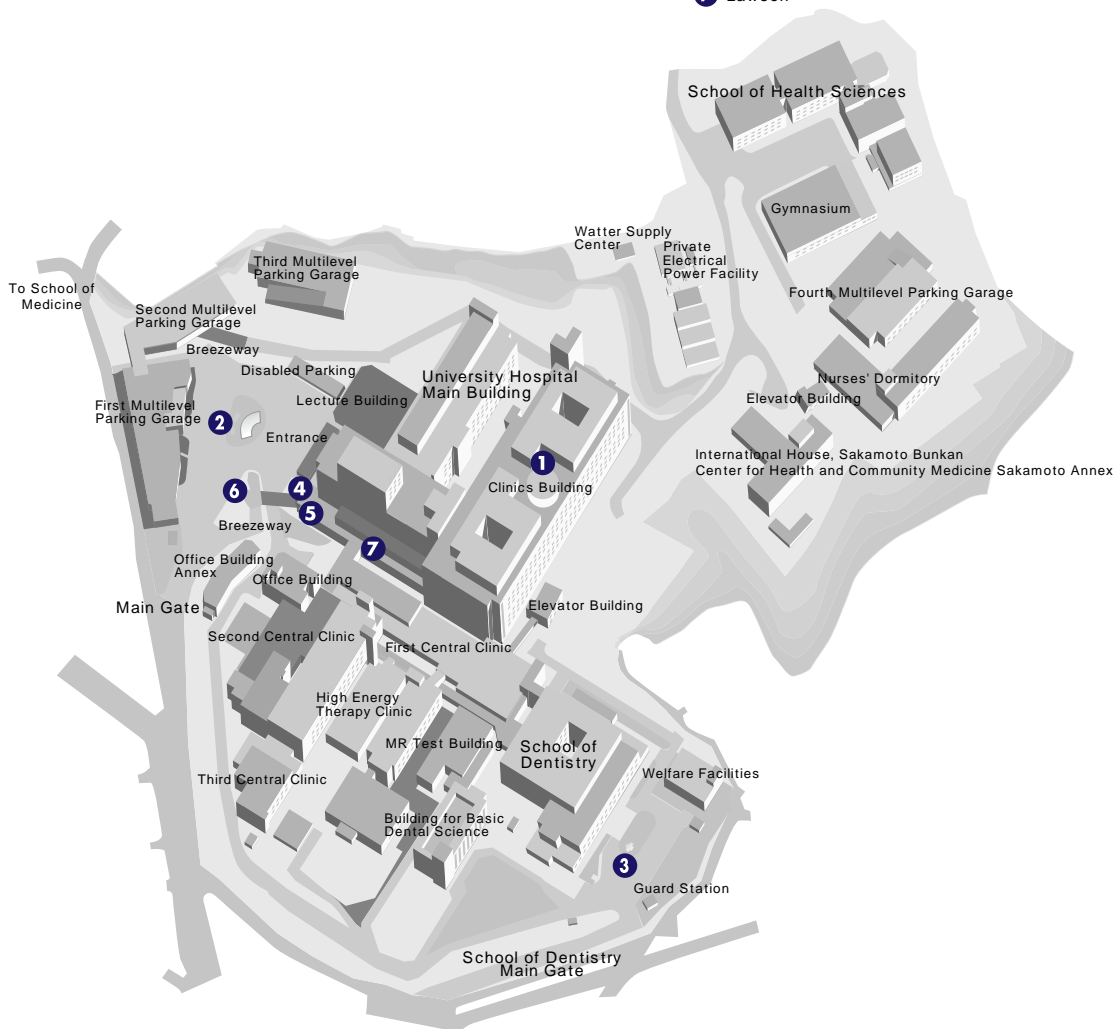 Lawson
School of Health Sciences
Gymnasium
Watter Supply
Center
Private
Electrical
Power Facility
Third Multilevel
Parking Garage
To School of
Medicine
Fourth Multilevel Parking Garage
Second Multilevel
Parking Garage
Breezeway
Disabled Parking
University Hospital
Main Building
Nurses' Dormitory
Lecture Building
Elevator Building
First Multilevel
Parking Garage
2
Entrance
International House, Sakamoto Bunkan
Center for Health and Community Medicine Sakamoto Annex
1
Clinics Building
6
4
5
Breezeway
7
Office Building
Annex
Office Building
Main Gate
Elevator Building
Second Central Clinic
First Central Clinic
High Energy
Therapy Clinic
MR Test Building
School of
Dentistry
Third Central Clinic
Welfare Facilities
Building for Basic
Dental Science
3
Guard Station
School of Dentistry
Main Gate